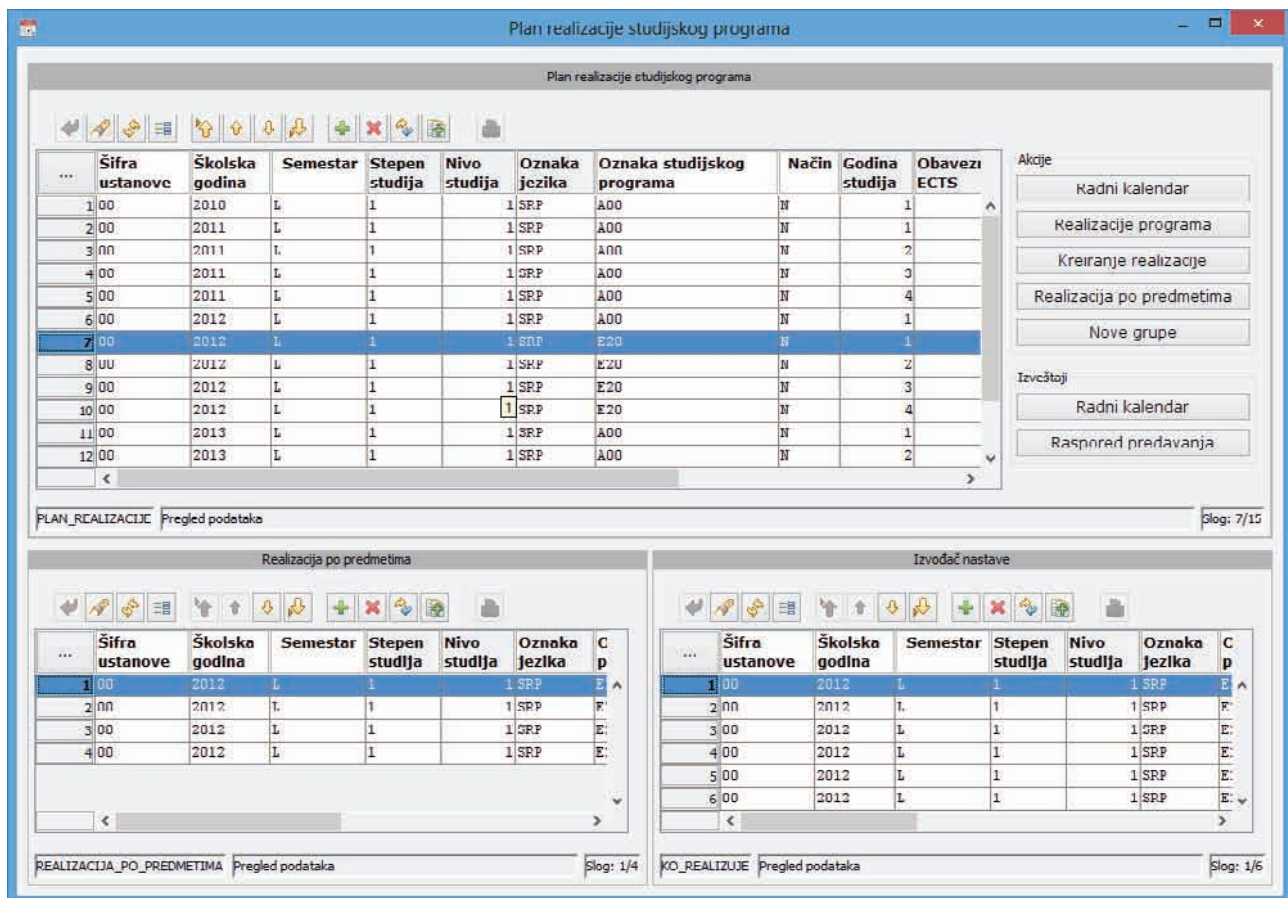 Plan realizacije studijskog programa
Plan realizacije studijskog programa
... Šifra ustanove Školska godina Semestar Stepen studija Nivo studija Oznaka jezika Oznaka studijskog programa Način Godina studija Obavezi ECTS
1 00 2010 L 1 1 SRP A00 N 1
2 00 2011 L 1 1 SRP A00 N 1
3 00 2011 L 1 1 SRP A00 N 2
4 00 2011 L 1 1 SRP A00 N 3
5 00 2011 L 1 1 SRP A00 N 4
6 00 2012 L 1 1 SRP A00 N 1
7 00 2012 L 1 1 SRP E20 N 1
8 00 2012 L 1 1 SRP E20 N 2
9 00 2012 L 1 1 SRP E20 N 3
10 00 2012 L 1 1 SRP E20 N 4
11 00 2013 L 1 1 SRP A00 N 1
12 00 2013 L 1 1 SRP A00 N 2
Akcije
Radni kalendar
Realizacije programa
Kreiranje realizacije
Realizacija po predmetima
Nove grupe
Izveštaji
Radni kalendar
Raspored predavanja
PLAN_REALIZACIJE Pregled podataka Slog: 7/15
Realizacija po predmetima
... Šifra ustanove Školska godina Semestar Stepen studija Nivo studija Oznaka jezika
1 00 2012 L 1 1 SRP E
2 00 2012 L 1 1 SRP E
3 00 2012 L 1 1 SRP E
4 00 2012 L 1 1 SRP E
REALIZACIJA_PO_PREDMETIMA Pregled podataka Slog: 1/4
Izvođač nastave
... Šifra ustanove Školska godina Semestar Stepen studija Nivo studija Oznaka jezika
1 00 2012 L 1 1 SRP E
2 00 2012 L 1 1 SRP E
3 00 2012 L 1 1 SRP E
4 00 2012 L 1 1 SRP E
5 00 2012 L 1 1 SRP E
6 00 2012 L 1 1 SRP E
KO_REALIZUJE Pregled podataka Slog: 1/6